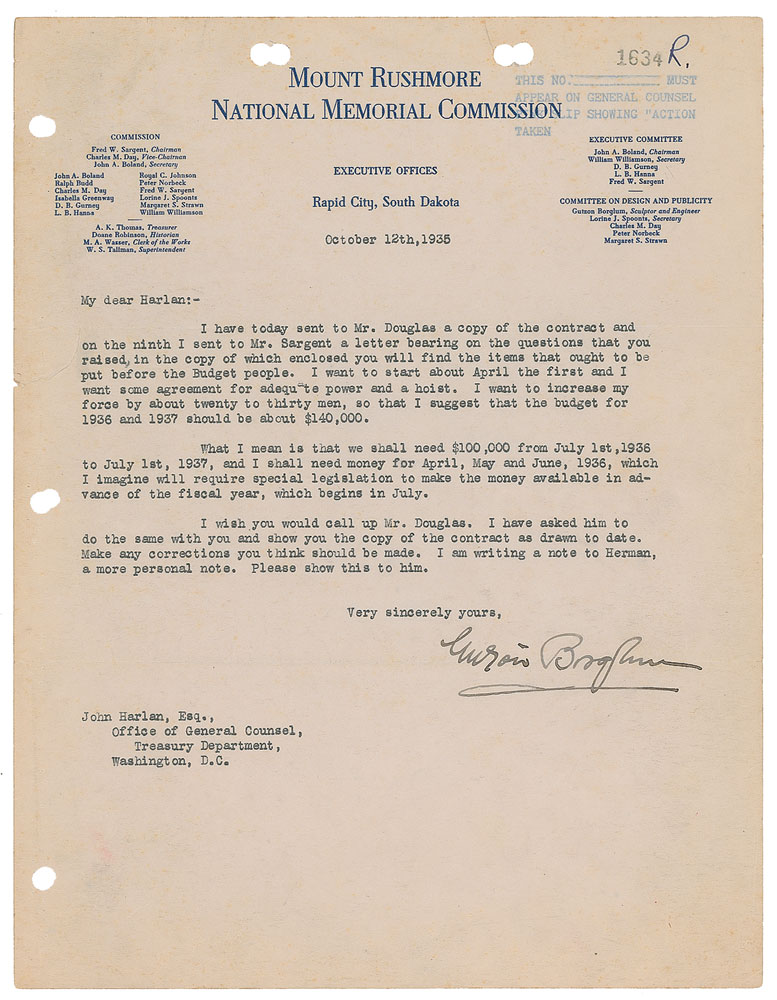 1634 R.
THIS NO. MUST
APPEAR ON GENERAL COUNSEL
SLIP SHOWING "ACTION
TAKEN
MOUNT RUSHMORE
NATIONAL MEMORIAL COMMISSION
COMMISSION
Fred W. Sargent, Chairman
Charles M. Day, Vice-Chairman
John A. Boland, Secretary
John A. Boland
Ralph Budd
Charles M. Day
Isabella Greenway
D. B. Gurney
L. B. Hanna
Royal C. Johnson
Peter Norbeck
Fred W. Sargent
Lorine J. Spoonts
Margaret S. Strawn
William Williamson
A. K. Thomas, Treasurer
Doane Robinson, Historian
M. A. Wasser, Clerk of the Works
W. S. Tallman, Superintendent
EXECUTIVE OFFICES
Rapid City, South Dakota
EXECUTIVE COMMITTEE
John A. Boland, Chairman
William Williamson, Secretary
D. B. Gurney
L. B. Hanna
Fred W. Sargent
COMMITTEE ON DESIGN AND PUBLICITY
Gutzon Borglum, Sculptor and Engineer
Lorine J. Spoonts, Secretary
Charles M. Day
Peter Norbeck
Margaret S. Strawn
October 12th,1935
My dear Harlan:-
I have today sent to Mr. Douglas a copy of the contract and
on the ninth I sent to Mr. Sargent a letter bearing on the questions that you
raised, in the copy of which enclosed you will find the items that ought to be
put before the Budget people. I want to start about April the first and I
want some agreement for adequate power and a hoist. I want to increase my
force by about twenty to thirty men, so that I suggest that the budget for
1936 and 1937 should be about $140,000.
What I mean is that we shall need $100,000 from July 1st,1936
to July 1st, 1937, and I shall need money for April, May and June, 1936, which
I imagine will require special legislation to make the money available in ad-
vance of the fiscal year, which begins in July.
I wish you would call up Mr. Douglas. I have asked him to
do the same with you and show you the copy of the contract as drawn to date.
Make any corrections you think should be made. I am writing a note to Herman,
a more personal note. Please show this to him.
Very sincerely yours,
Gutzon Borglum
John Harlan, Esq.,
Office of General Counsel,
Treasury Department,
Washington, D.C.